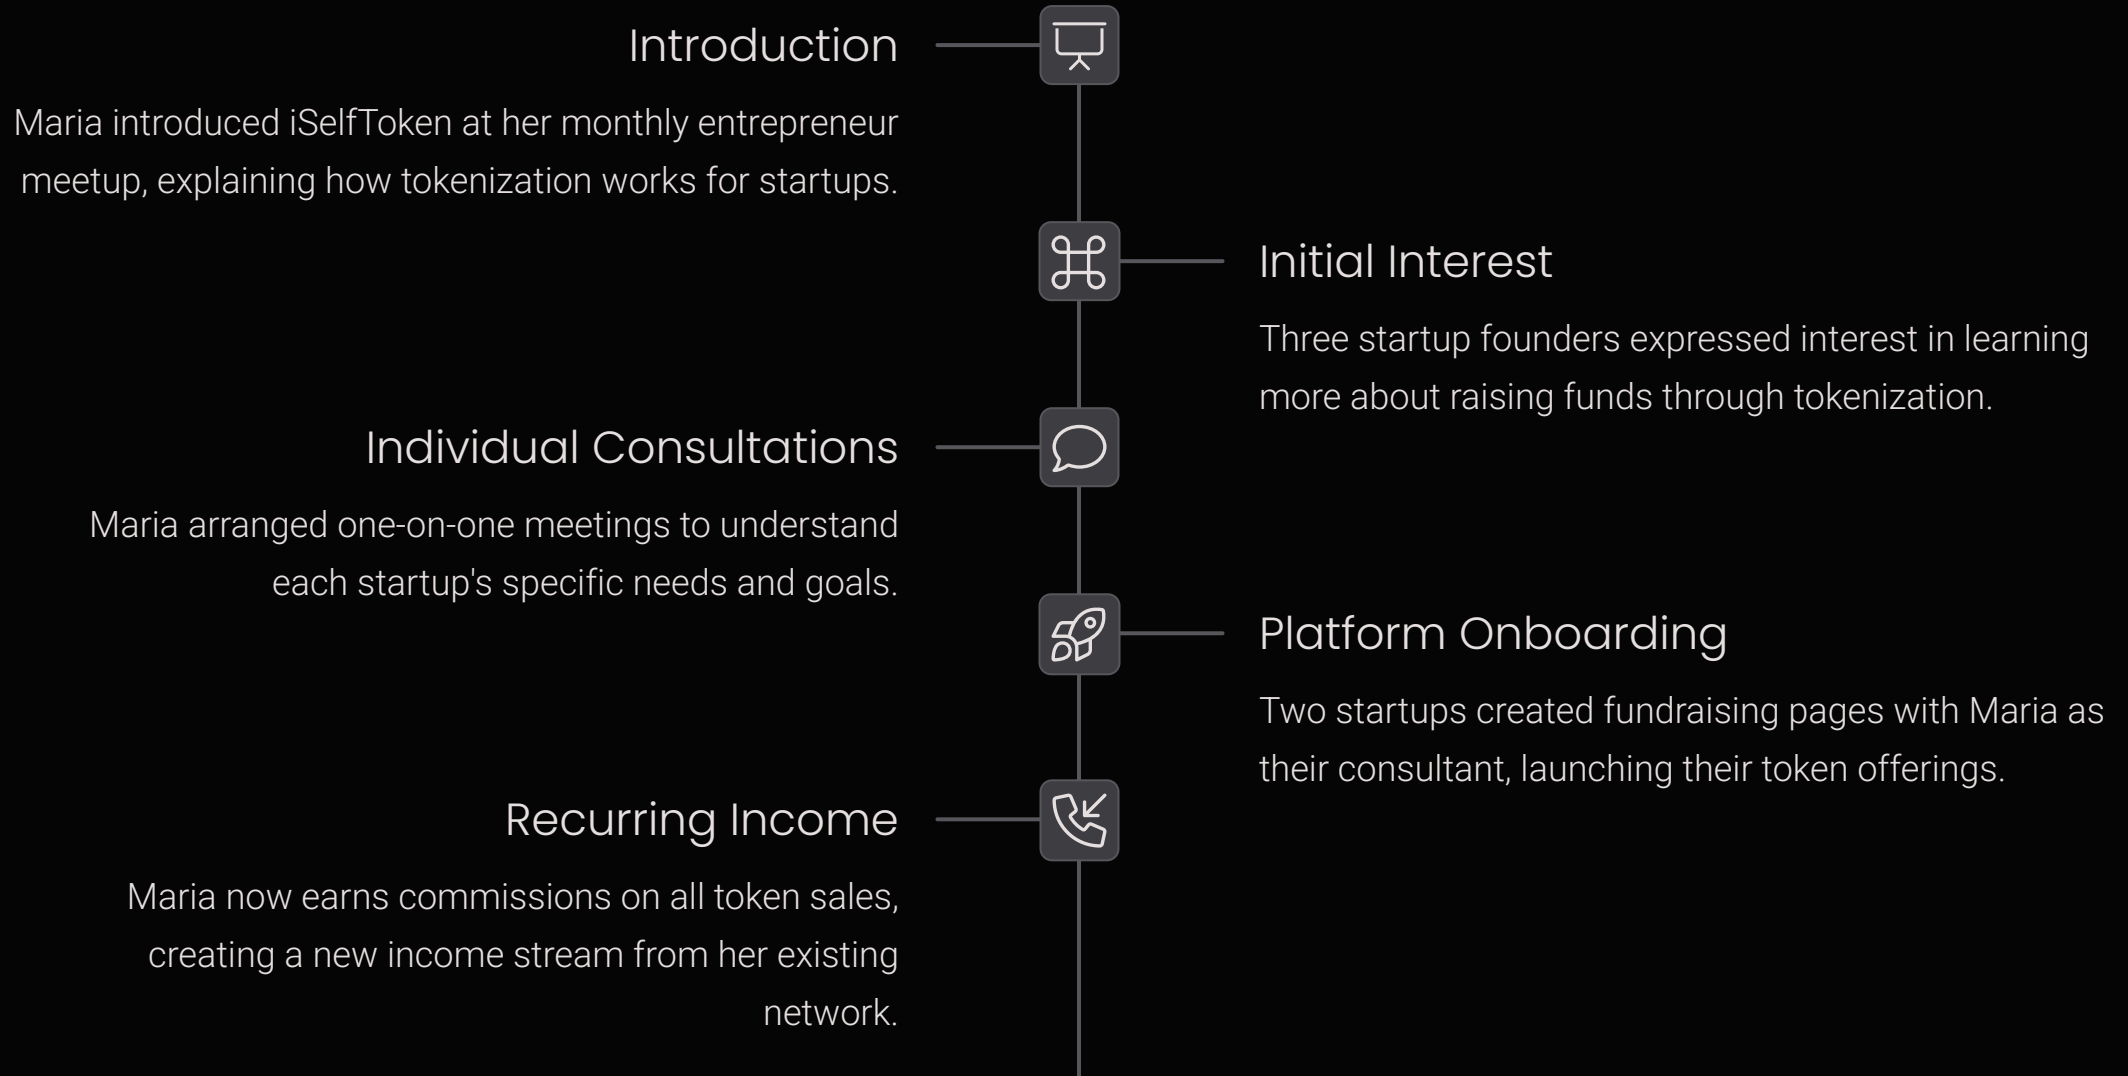 Introduction
Maria introduced iSelfToken at her monthly entrepreneur
meetup, explaining how tokenization works for startups.
Initial Interest
Three startup founders expressed interest in learning
more about raising funds through tokenization.
Individual Consultations
Maria arranged one-on-one meetings to understand
each startup's specific needs and goals.
Platform Onboarding
Two startups created fundraising pages with Maria as
their consultant, launching their token offerings.
Recurring Income
Maria now earns commissions on all token sales,
creating a new income stream from her existing
network.